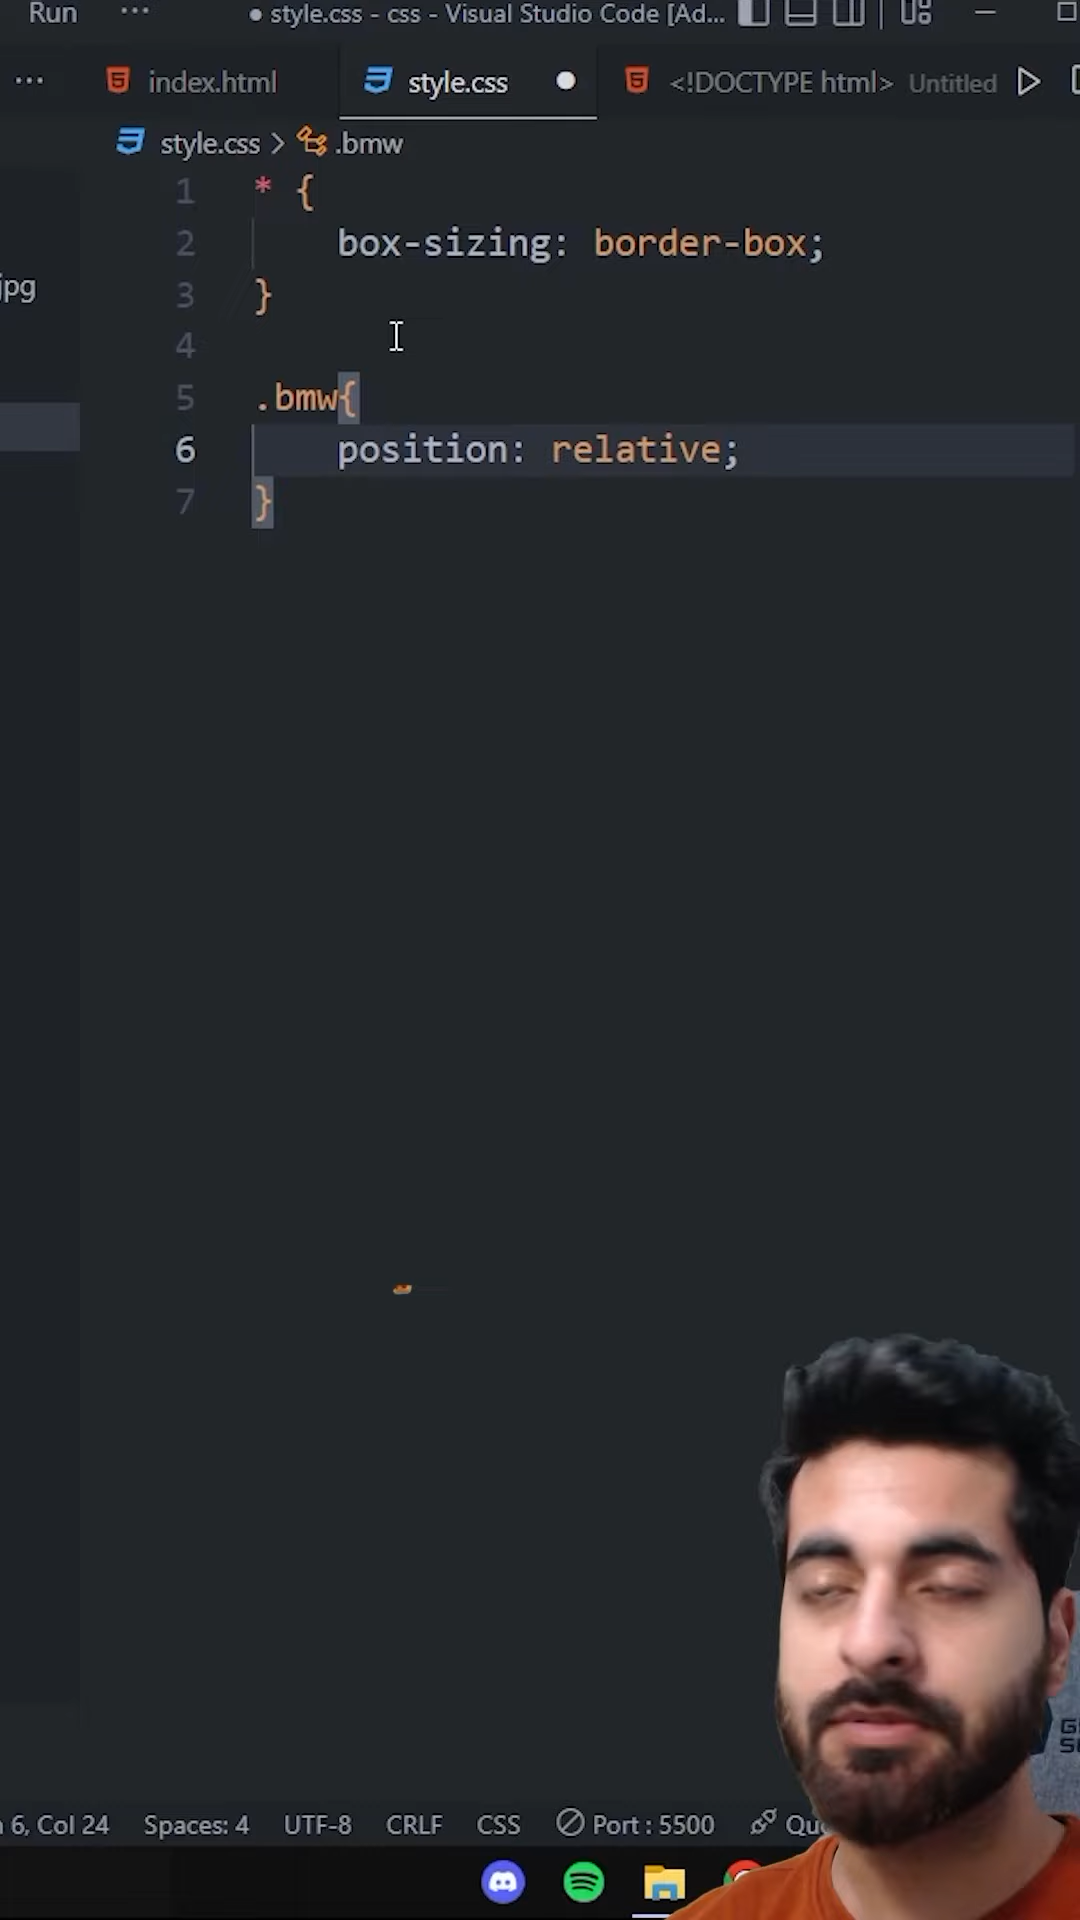 Run ··· ● style.css - css - Visual Studio Code [Ad...
··· index.html style.css ● <!DOCTYPE html> Untitled
style.css > .bmw
jpg
1 * {
2 box-sizing: border-box;
3 }
4
5 .bmw{
6 position: relative;
7 }
6, Col 24 Spaces: 4 UTF-8 CRLF CSS Port : 5500